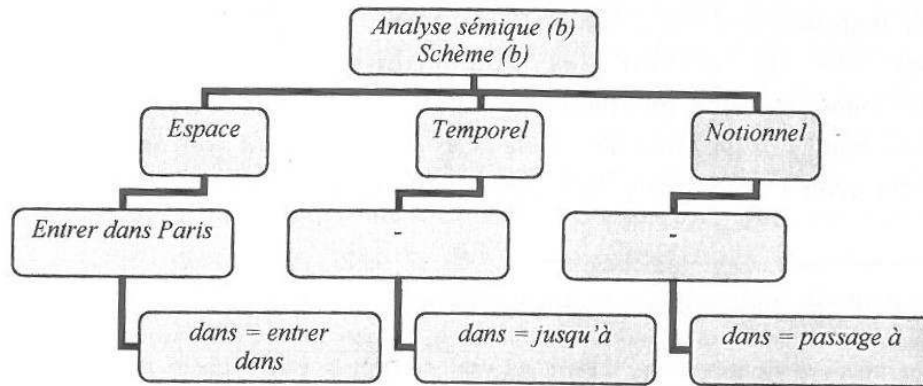 Analyse sémique (b)
Schème (b)
Espace
Temporel
Notionnel
Entrer dans Paris
-
-
dans = entrer
dans
dans = jusqu'à
dans = passage à